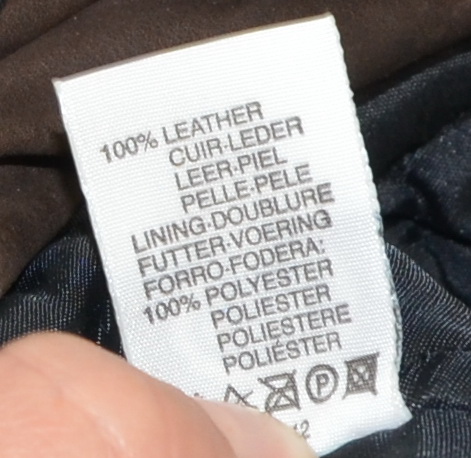 100% LEATHER
CUIR·LEDER
LEER·PIEL
PELLE·PELE
LINING·DOUBLURE
FUTTER·VOERING
FORRO·FODERA:
100% POLYESTER
POLIESTER
POLIESTERE
POLIÉSTER
P